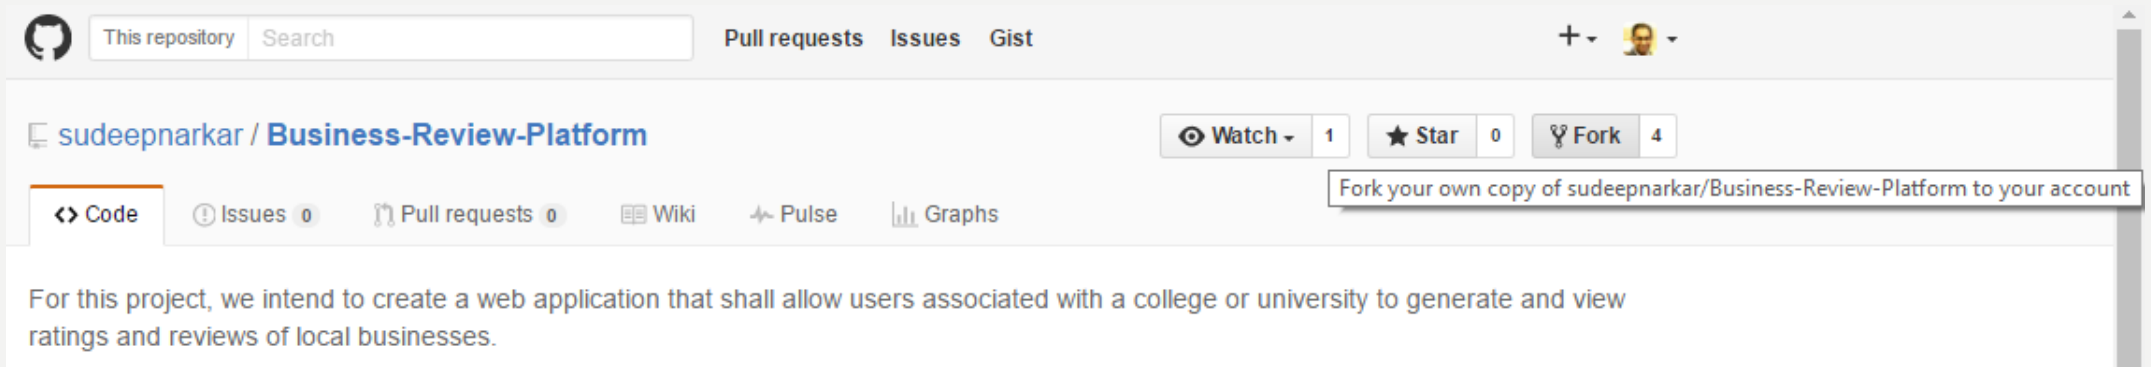 This repository Search Pull requests Issues Gist
sudeepnarkar / Business-Review-Platform Watch 1 Star 0 Fork 4
Fork your own copy of sudeepnarkar/Business-Review-Platform to your account
Code Issues 0 Pull requests 0 Wiki Pulse Graphs
For this project, we intend to create a web application that shall allow users associated with a college or university to generate and view
ratings and reviews of local businesses.